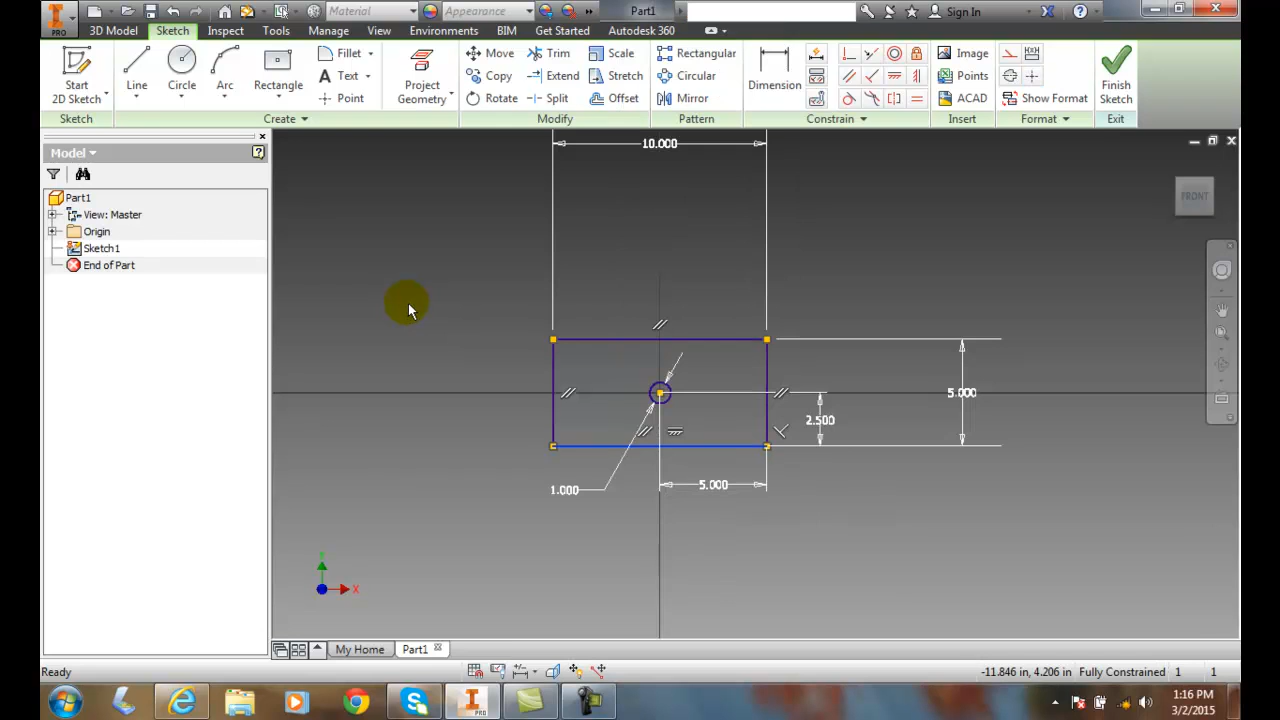 Material
Appearance
Part1
Sign In
PRO
3D Model
Sketch
Inspect
Tools
Manage
View
Environments
BIM
Get Started
Autodesk 360
Start
2D Sketch
Line
Circle
Arc
Rectangle
Fillet
Text
Point
Project
Geometry
Move
Copy
Rotate
Trim
Extend
Split
Scale
Stretch
Offset
Rectangular
Circular
Mirror
Dimension
Image
Points
ACAD
Show Format
Finish
Sketch
Sketch
Create
Modify
Pattern
Constrain
Insert
Format
Exit
Model
Part1
View: Master
Origin
Sketch1
End of Part
10.000
FRONT
5.000
2.500
5.000
1.000
Y
X
My Home
Part1
Ready
-11.846 in, 4.206 in
Fully Constrained
1
1
PRO
1:16 PM
3/2/2015